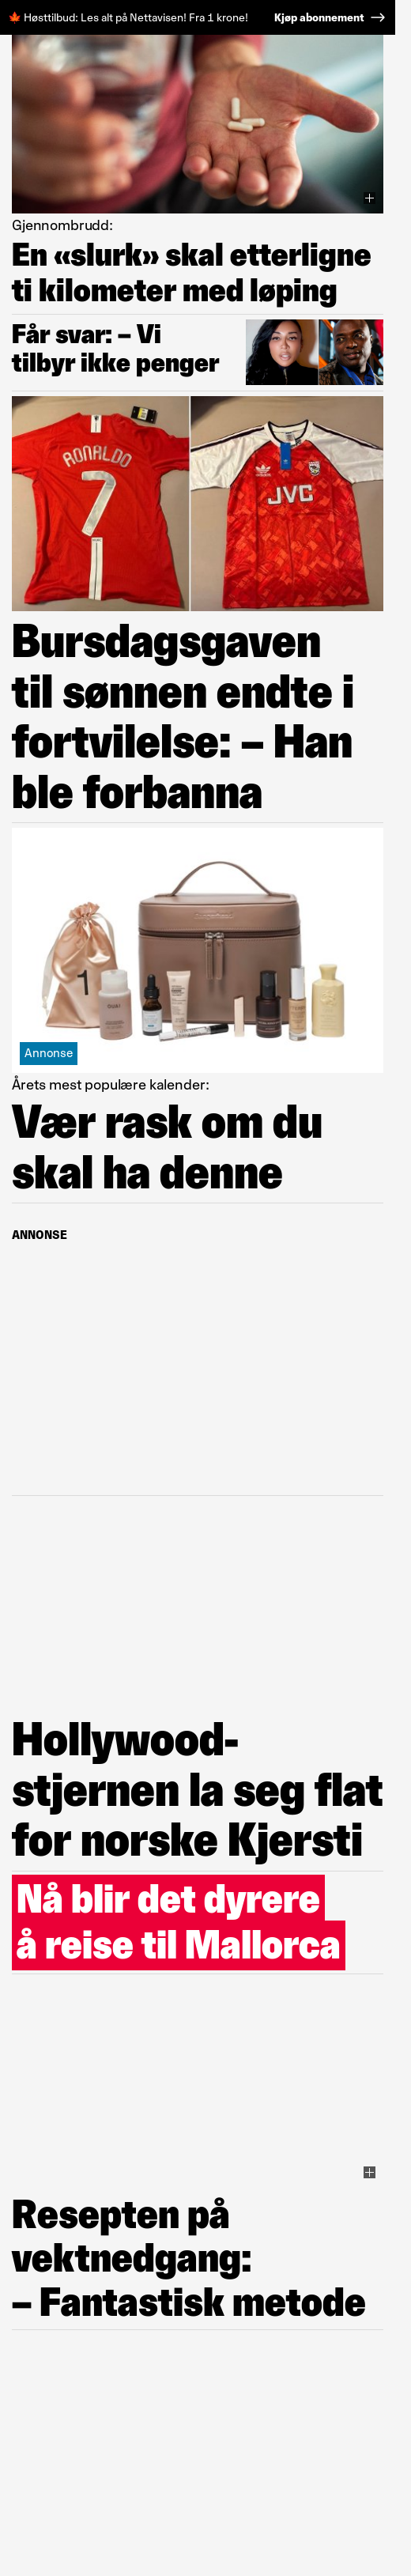 Høsttilbud: Les alt på Nettavisen! Fra 1 krone!
Kjøp abonnement
Gjennombrudd:
En «slurk» skal etterligne
ti kilometer med løping
Får svar: – Vi
tilbyr ikke penger
RONALDO
7
JVC
Bursdagsgaven
til sønnen endte i
fortvilelse: – Han
ble forbanna
1
Annonse
Årets mest populære kalender:
Vær rask om du
skal ha denne
ANNONSE
Hollywood-
stjernen la seg flat
for norske Kjersti
Nå blir det dyrere
å reise til Mallorca
Resepten på
vektnedgang:
– Fantastisk metode